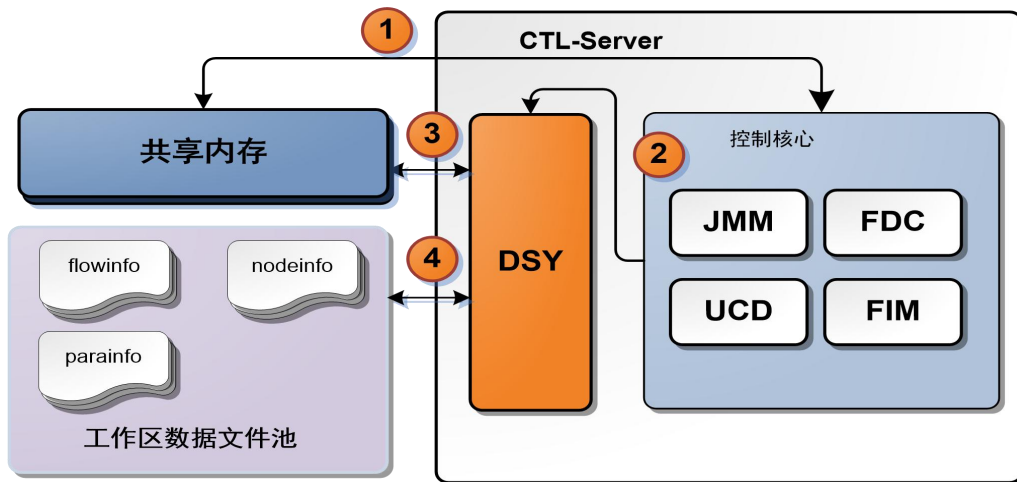 1
CTL-Server
共享内存
3
2
控制核心
JMM
FDC
flowinfo
nodeinfo
4
DSY
UCD
FIM
parainfo
工作区数据文件池